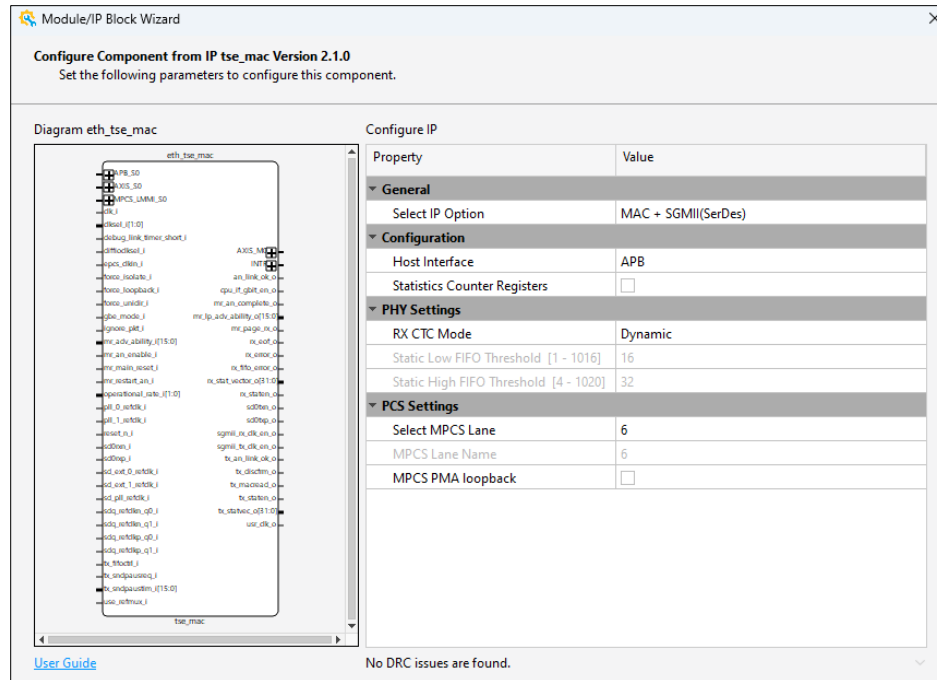 Module/IP Block Wizard
Configure Component from IP tse_mac Version 2.1.0
Set the following parameters to configure this component.
Diagram eth_tse_mac
eth_tse_mac
APB_S0
AXIS_S0
MPCS_LMMI_S0
clk_i
clksel_i[1:0]
debug_link_timer_short_i
diffioclksel_i
epcs_clkin_i
force_isolate_i
force_loopback_i
force_unidir_i
gbe_mode_i
ignore_pkt_i
mr_adv_ability_i[15:0]
mr_an_enable_i
mr_main_reset_i
mr_restart_an_i
operational_rate_i[1:0]
pll_0_refclk_i
pll_1_refclk_i
reset_n_i
sd0rxn_i
sd0rxp_i
sd_ext_0_refclk_i
sd_ext_1_refclk_i
sd_pll_refclk_i
sdq_refclkn_q0_i
sdq_refclkn_q1_i
sdq_refclkp_q0_i
sdq_refclkp_q1_i
tx_fifoctrl_i
tx_sndpausreq_i
tx_sndpaustim_i[15:0]
use_refmux_i
AXIS_M0
INTR
an_link_ok_o
cpu_if_gbit_en_o
mr_an_complete_o
mr_lp_adv_ability_o[15:0]
mr_page_rx_o
rx_eof_o
rx_error_o
rx_fifo_error_o
rx_stat_vector_o[31:0]
rx_staten_o
sd0txn_o
sd0txp_o
sgmii_rx_clk_en_o
sgmii_tx_clk_en_o
tx_an_link_ok_o
tx_discfrm_o
tx_macread_o
tx_staten_o
tx_statvec_o[31:0]
usr_clk_o
tse_mac
User Guide
Configure IP
Property Value
General
Select IP Option MAC + SGMII(SerDes)
Configuration
Host Interface APB
Statistics Counter Registers
PHY Settings
RX CTC Mode Dynamic
Static Low FIFO Threshold [1 - 1016] 16
Static High FIFO Threshold [4 - 1020] 32
PCS Settings
Select MPCS Lane 6
MPCS Lane Name 6
MPCS PMA loopback
No DRC issues are found.